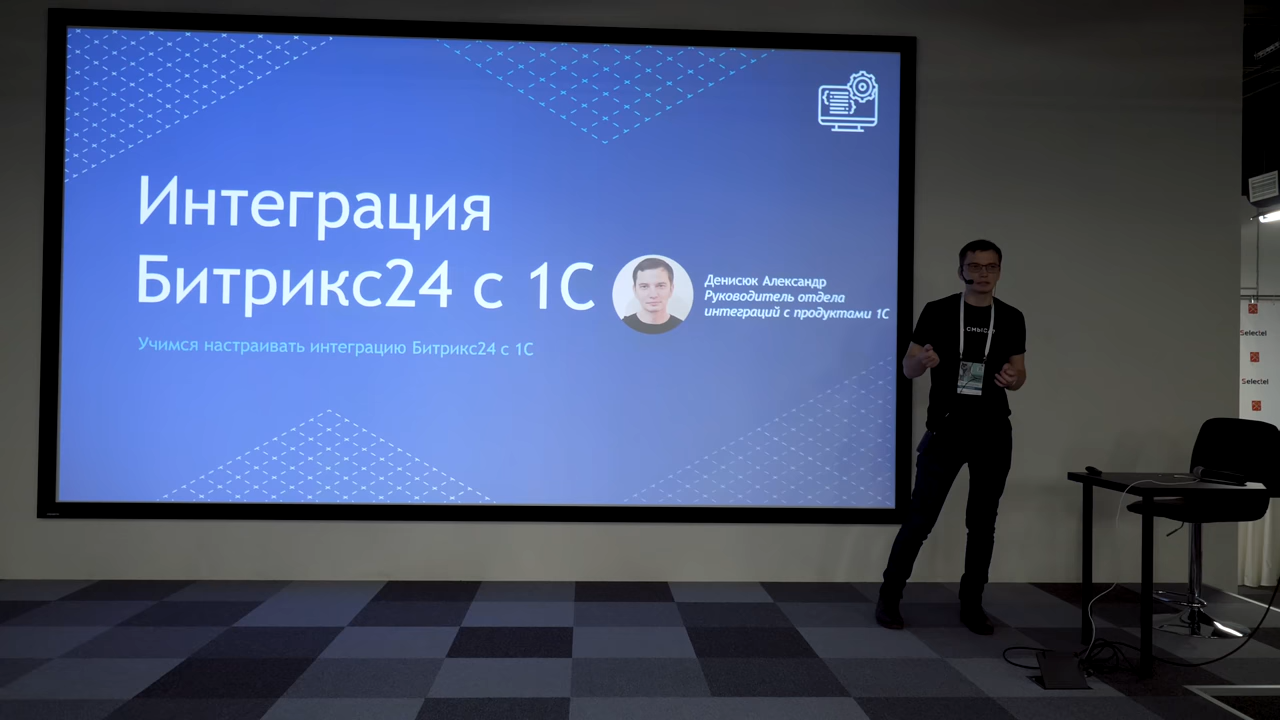 Интеграция
Битрикс24 с 1С
Учимся настраивать интеграцию Битрикс24 с 1С
Денисюк Александр
Руководитель отдела
интеграций с продуктами 1С
Selectel
Selectel